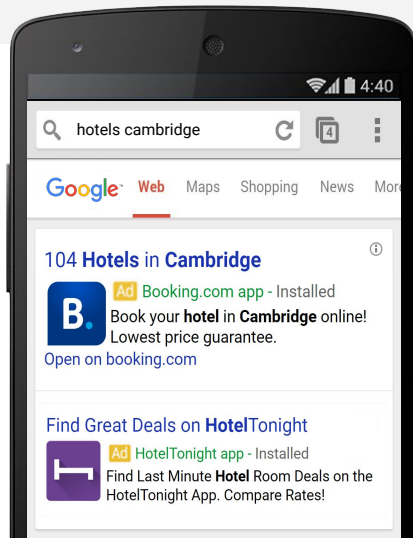 4:40
hotels cambridge
4
Google Web Maps Shopping News More
104 Hotels in Cambridge
B.
Ad Booking.com app - Installed
Book your hotel in Cambridge online!
Lowest price guarantee.
Open on booking.com
Find Great Deals on HotelTonight
Ad HotelTonight app - Installed
Find Last Minute Hotel Room Deals on the
HotelTonight App. Compare Rates!